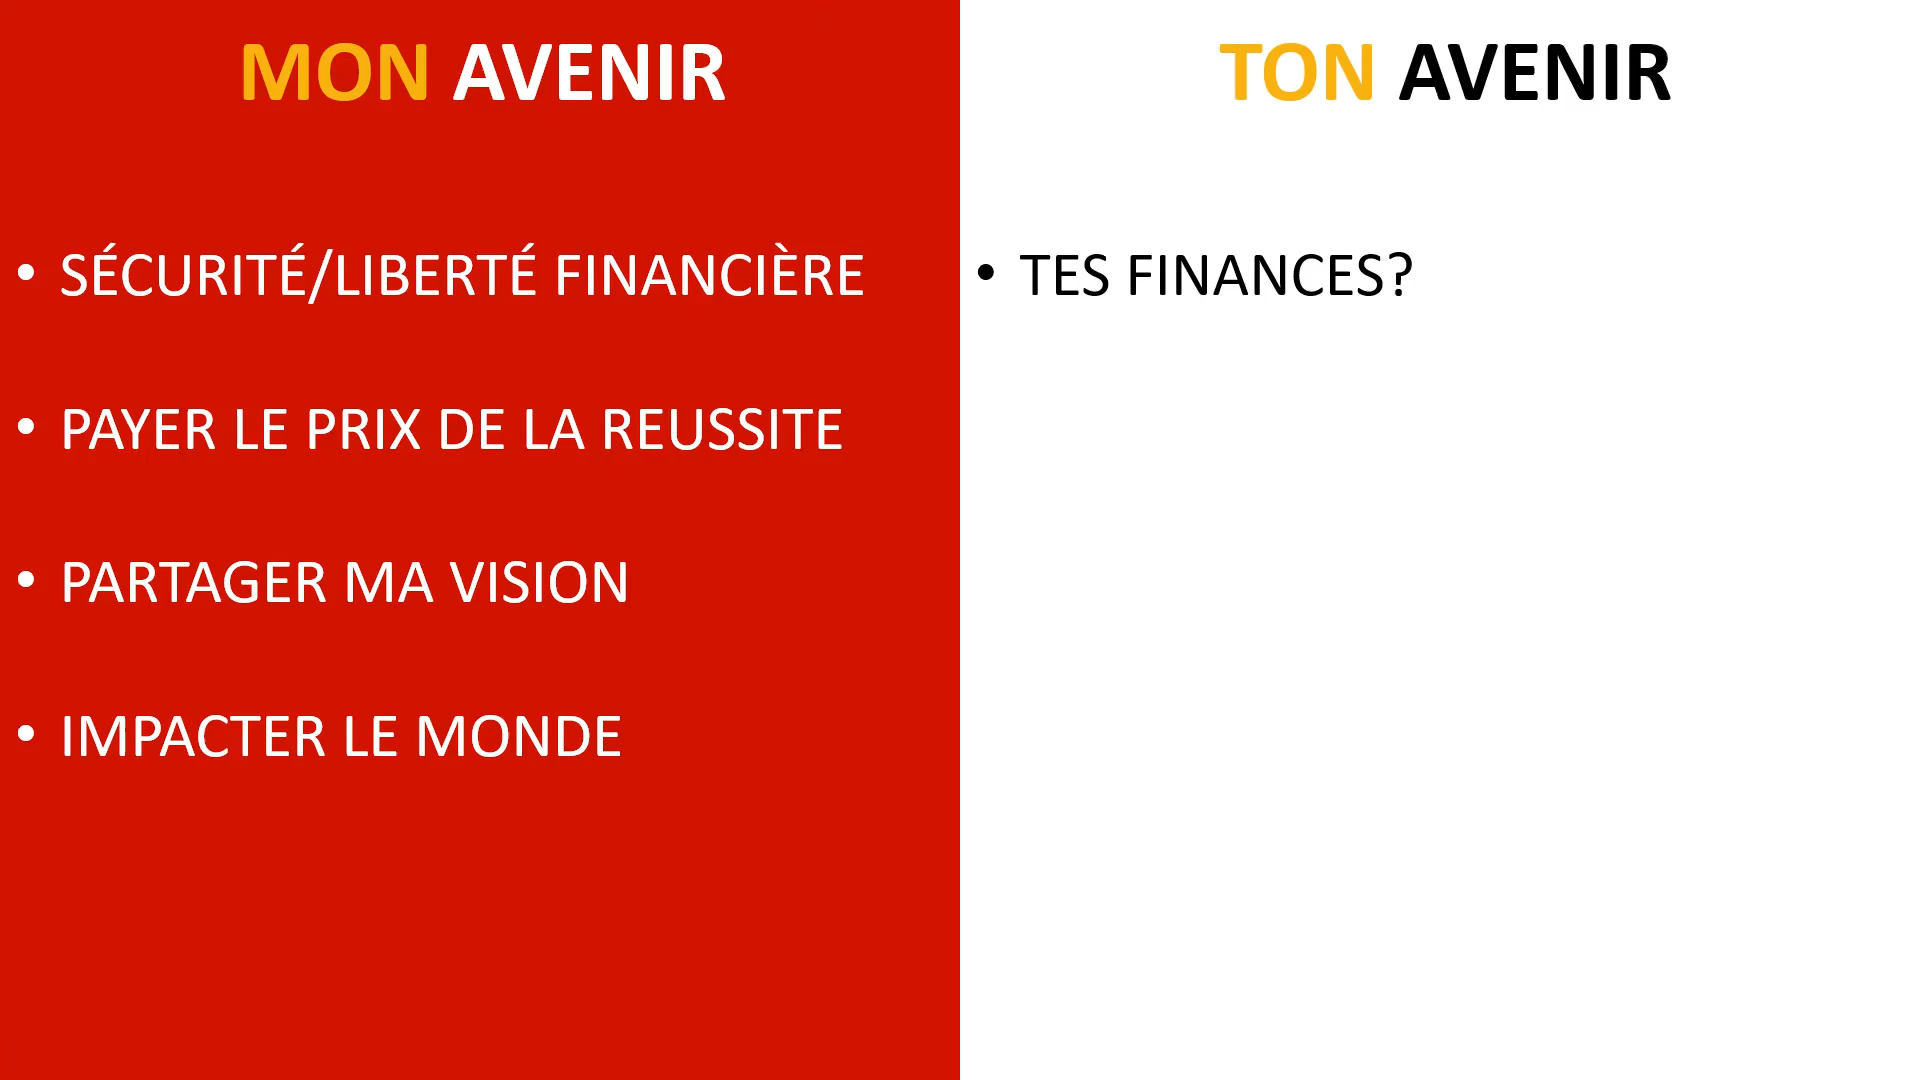 MON AVENIR
• SÉCURITÉ/LIBERTÉ FINANCIÈRE
• PAYER LE PRIX DE LA REUSSITE
• PARTAGER MA VISION
• IMPACTER LE MONDE
TON AVENIR
• TES FINANCES?